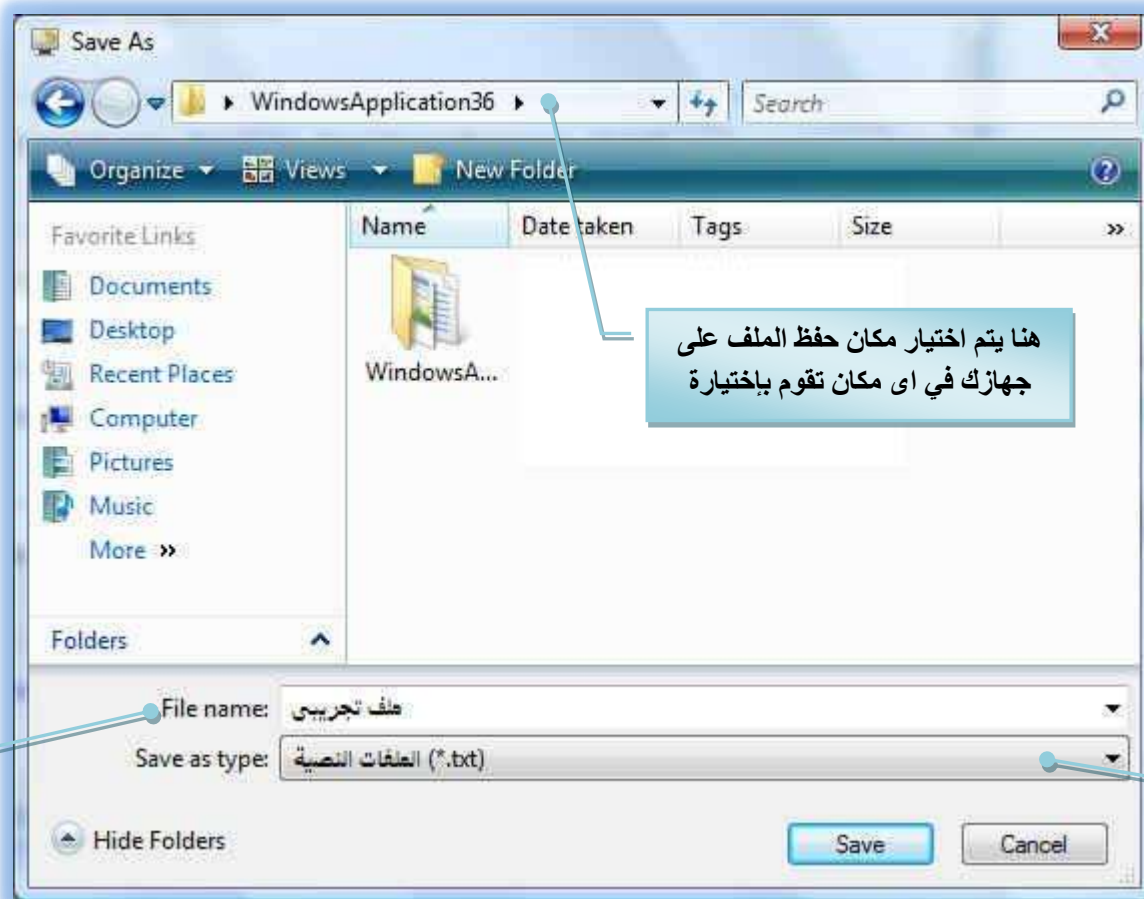 Save As
WindowsApplication36
Search
Organize
Views
New Folder
Favorite Links
Name
Date taken
Tags
Size
»
Documents
Desktop
Recent Places
Computer
Pictures
Music
More »
WindowsA...
هنا يتم اختيار مكان حفظ الملف على
جهازك في اى مكان تقوم بإختيارة
Folders
File name: ملف تجريبى
Save as type: الملفات النصية (*.txt)
Hide Folders
Save
Cancel